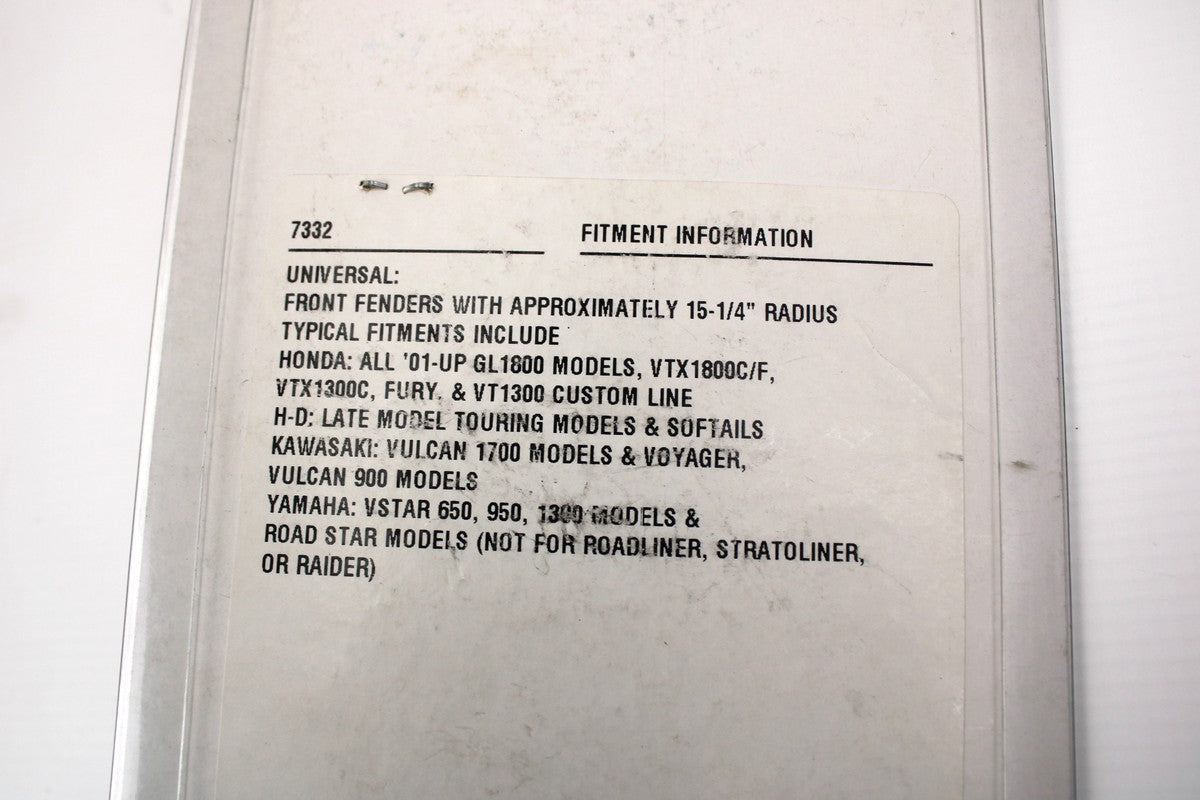 7332 FITMENT INFORMATION
UNIVERSAL:
FRONT FENDERS WITH APPROXIMATELY 15-1/4" RADIUS
TYPICAL FITMENTS INCLUDE
HONDA: ALL '01-UP GL1800 MODELS, VTX1800C/F,
VTX1300C, FURY. & VT1300 CUSTOM LINE
H-D: LATE MODEL TOURING MODELS & SOFTAILS
KAWASAKI: VULCAN 1700 MODELS & VOYAGER,
VULCAN 900 MODELS
YAMAHA: VSTAR 650, 950, 1300 MODELS &
ROAD STAR MODELS (NOT FOR ROADLINER, STRATOLINER,
OR RAIDER)